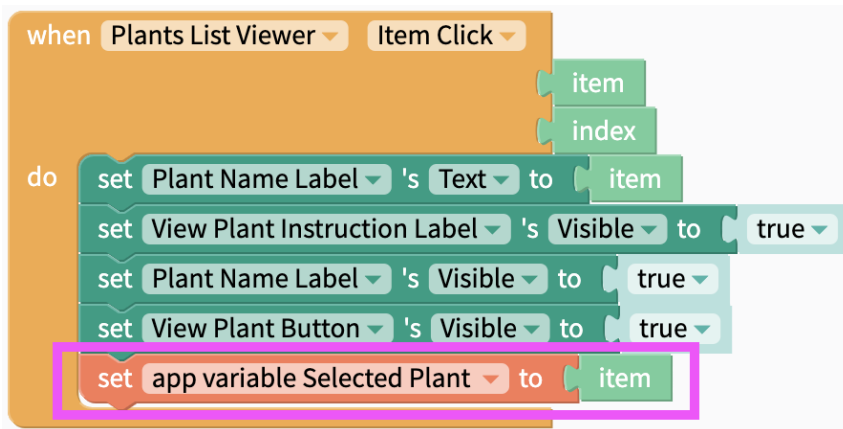 when Plants List Viewer Item Click
item
index
do set Plant Name Label 's Text to item
set View Plant Instruction Label 's Visible to true
set Plant Name Label 's Visible to true
set View Plant Button 's Visible to true
set app variable Selected Plant to item